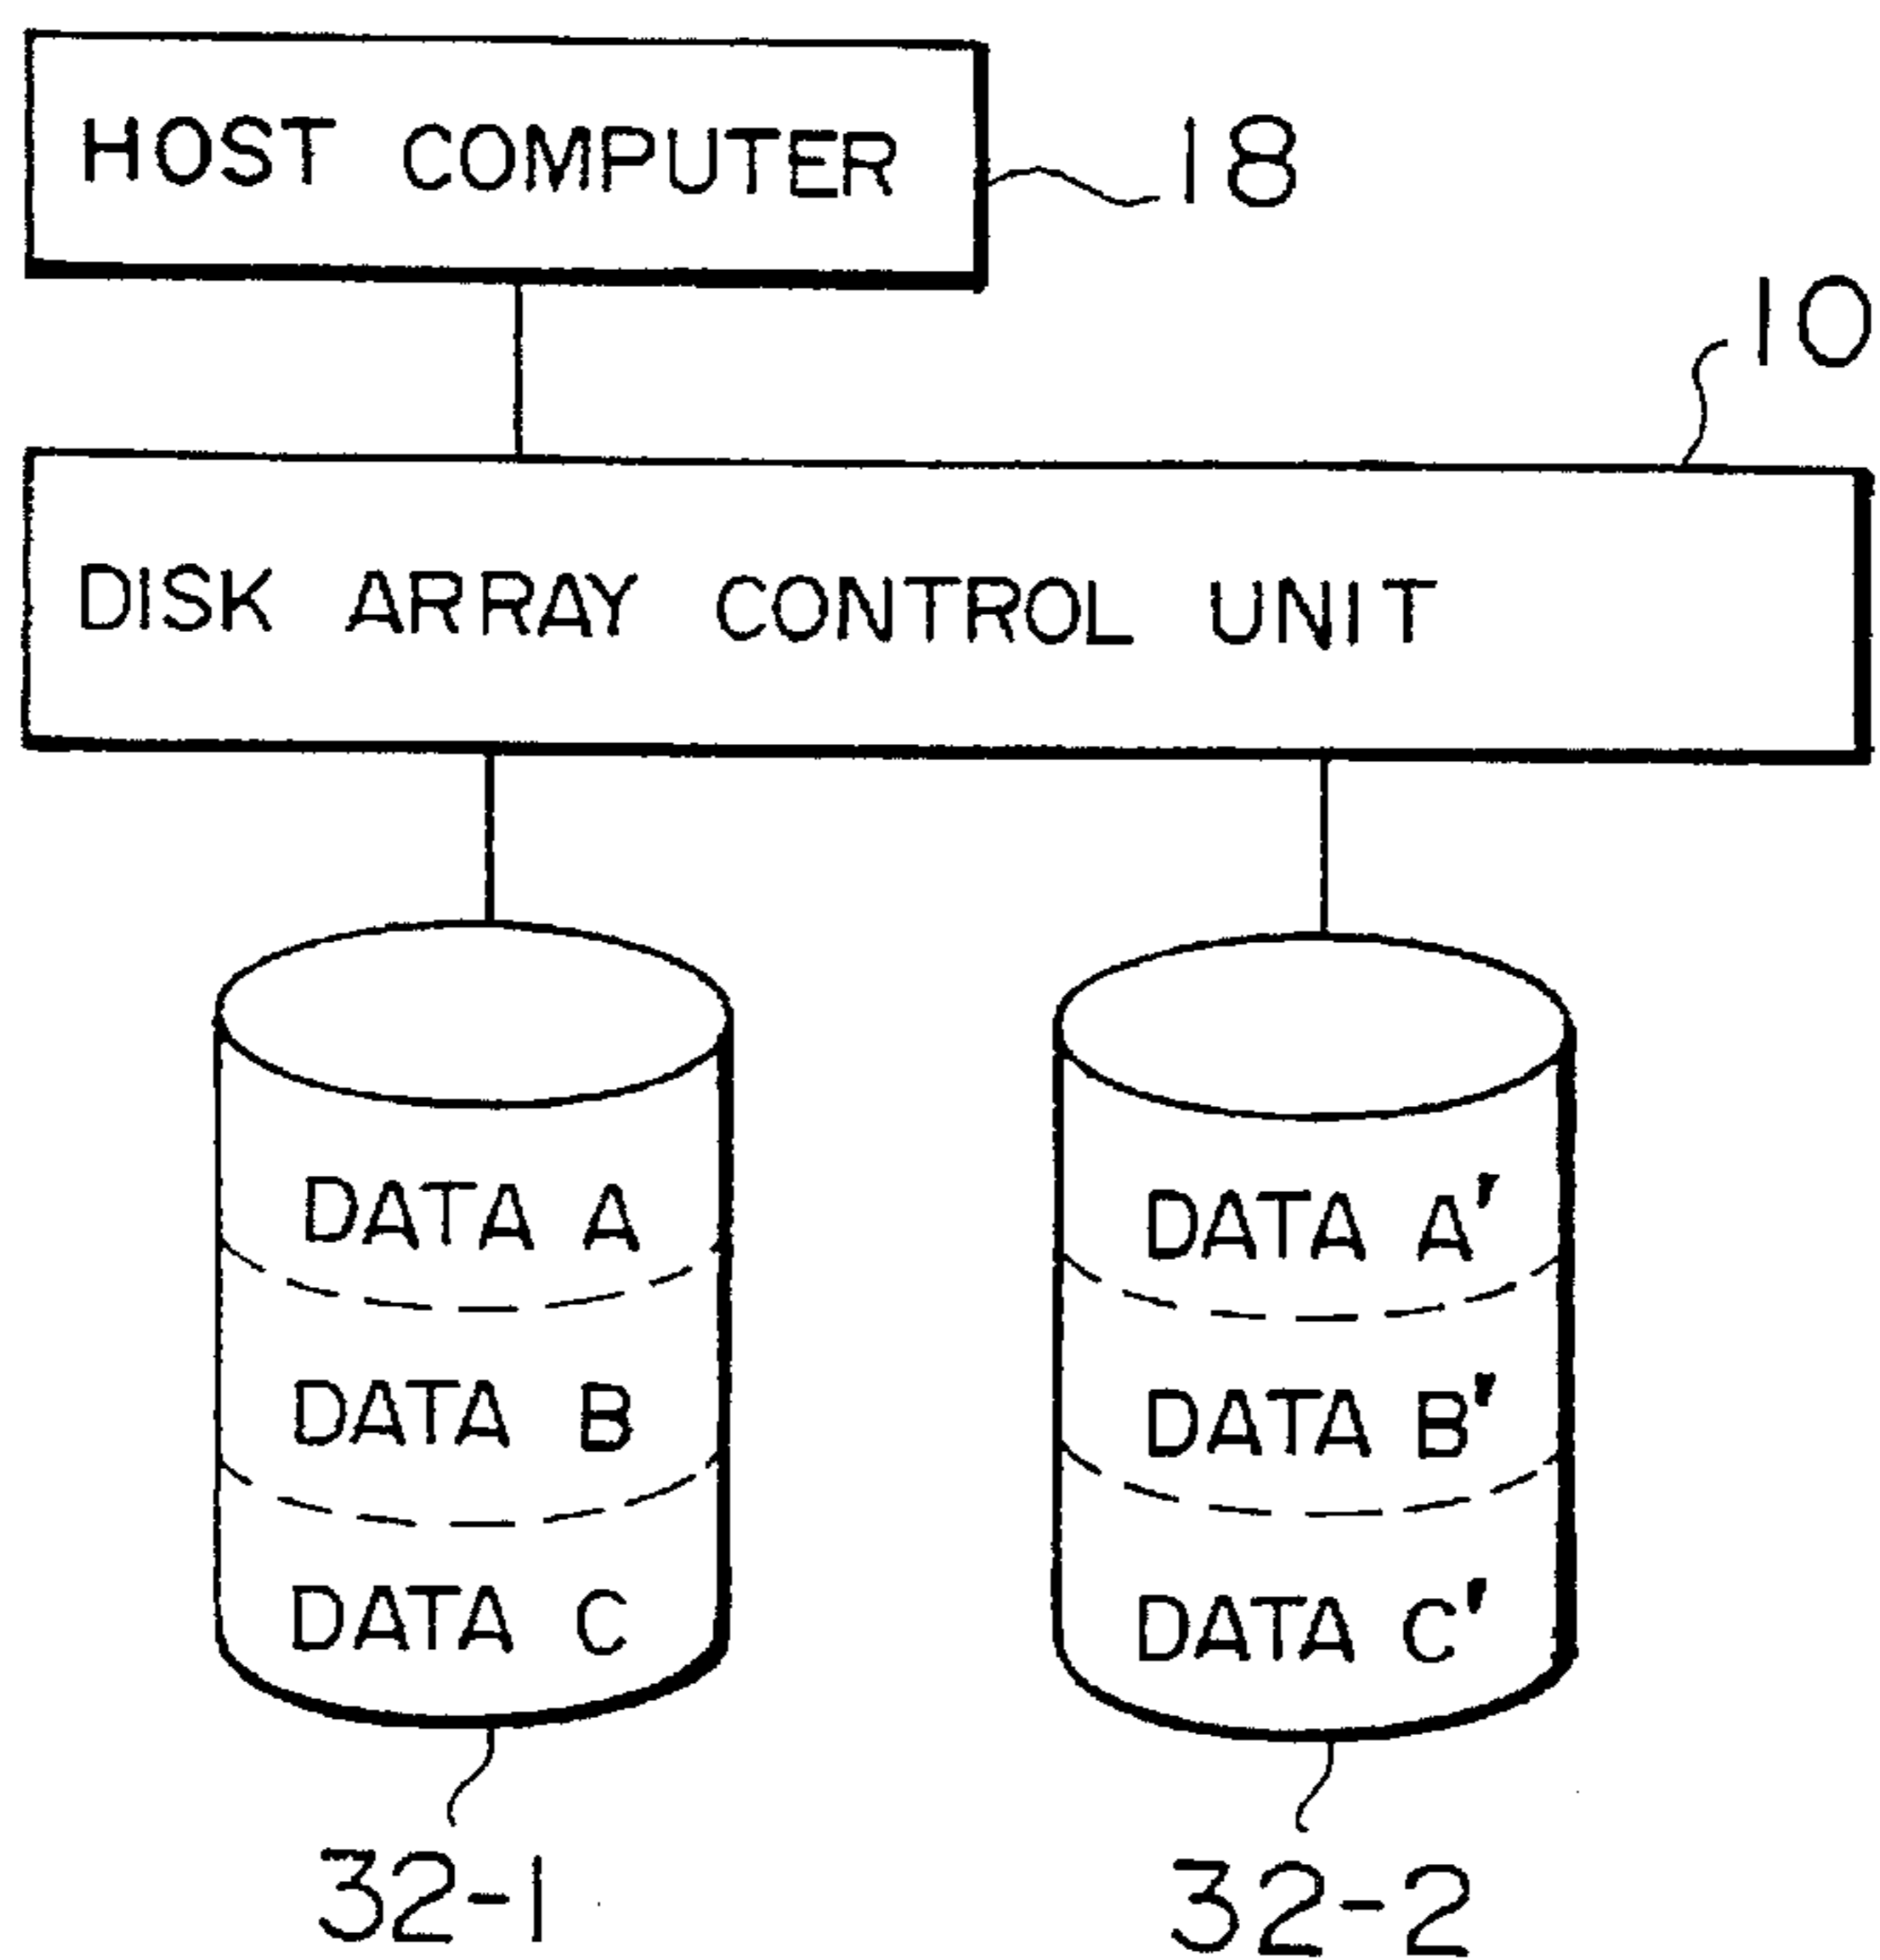 HOST COMPUTER
18
10
DISK ARRAY CONTROL UNIT
DATA A
DATA A'
DATA B
DATA B'
DATA C
DATA C'
32-1
32-2